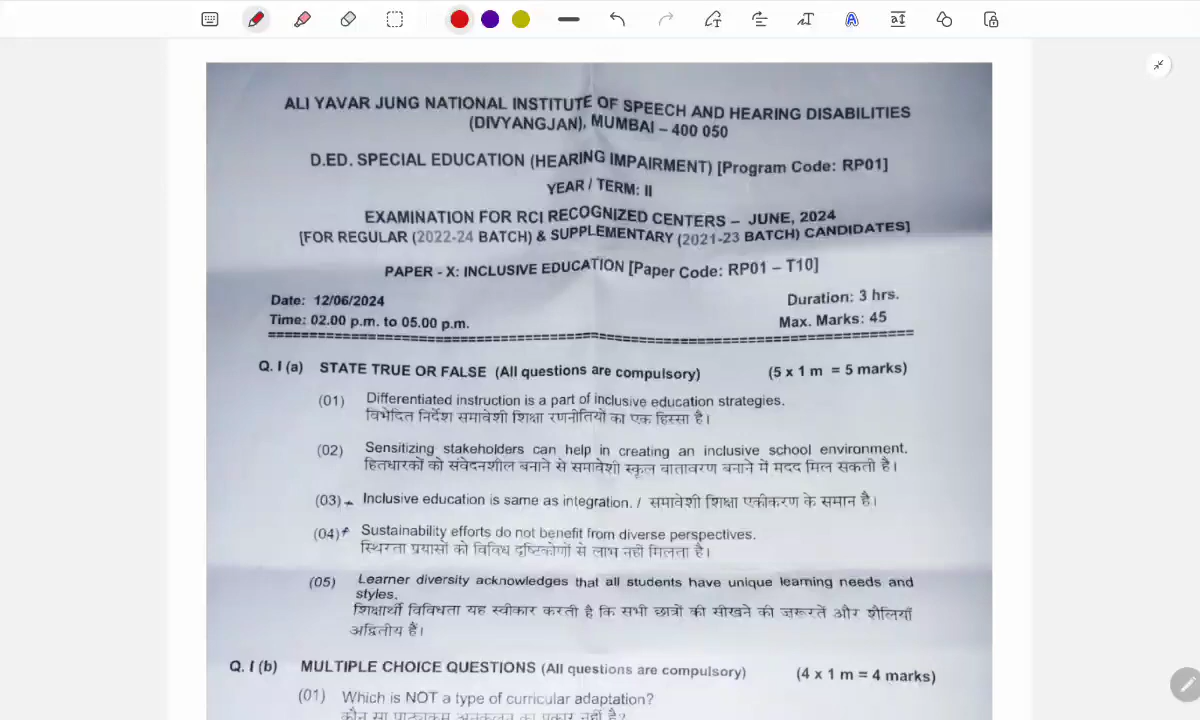 ALI YAVAR JUNG NATIONAL INSTITUTE OF SPEECH AND HEARING DISABILITIES
(DIVYANGJAN), MUMBAI – 400 050
D.ED. SPECIAL EDUCATION (HEARING IMPAIRMENT) [Program Code: RP01]
YEAR / TERM: II
EXAMINATION FOR RCI RECOGNIZED CENTERS – JUNE, 2024
[FOR REGULAR (2022-24 BATCH) & SUPPLEMENTARY (2021-23 BATCH) CANDIDATES]
PAPER - X: INCLUSIVE EDUCATION [Paper Code: RP01 – T10]
Date: 12/06/2024 Duration: 3 hrs.
Time: 02.00 p.m. to 05.00 p.m. Max. Marks: 45
Q. I (a) STATE TRUE OR FALSE (All questions are compulsory) (5 x 1 m = 5 marks)
(01) Differentiated instruction is a part of inclusive education strategies.
विभेदित निर्देश समावेशी शिक्षा रणनीतियों का एक हिस्सा है।
(02) Sensitizing stakeholders can help in creating an inclusive school environment.
हितधारकों को संवेदनशील बनाने से समावेशी स्कूल वातावरण बनाने में मदद मिल सकती है।
(03) Inclusive education is same as integration. / समावेशी शिक्षा एकीकरण के समान है।
(04) Sustainability efforts do not benefit from diverse perspectives.
स्थिरता प्रयासों को विविध दृष्टिकोणों से लाभ नहीं मिलता है।
(05) Learner diversity acknowledges that all students have unique learning needs and
styles.
शिक्षार्थी विविधता यह स्वीकार करती है कि सभी छात्रों की सीखने की जरूरतें और शैलियाँ
अद्वितीय हैं।
Q. I (b) MULTIPLE CHOICE QUESTIONS (All questions are compulsory) (4 x 1 m = 4 marks)
(01) Which is NOT a type of curricular adaptation?
कौन सा पाठ्यक्रम अनुकूलन का प्रकार नहीं है?